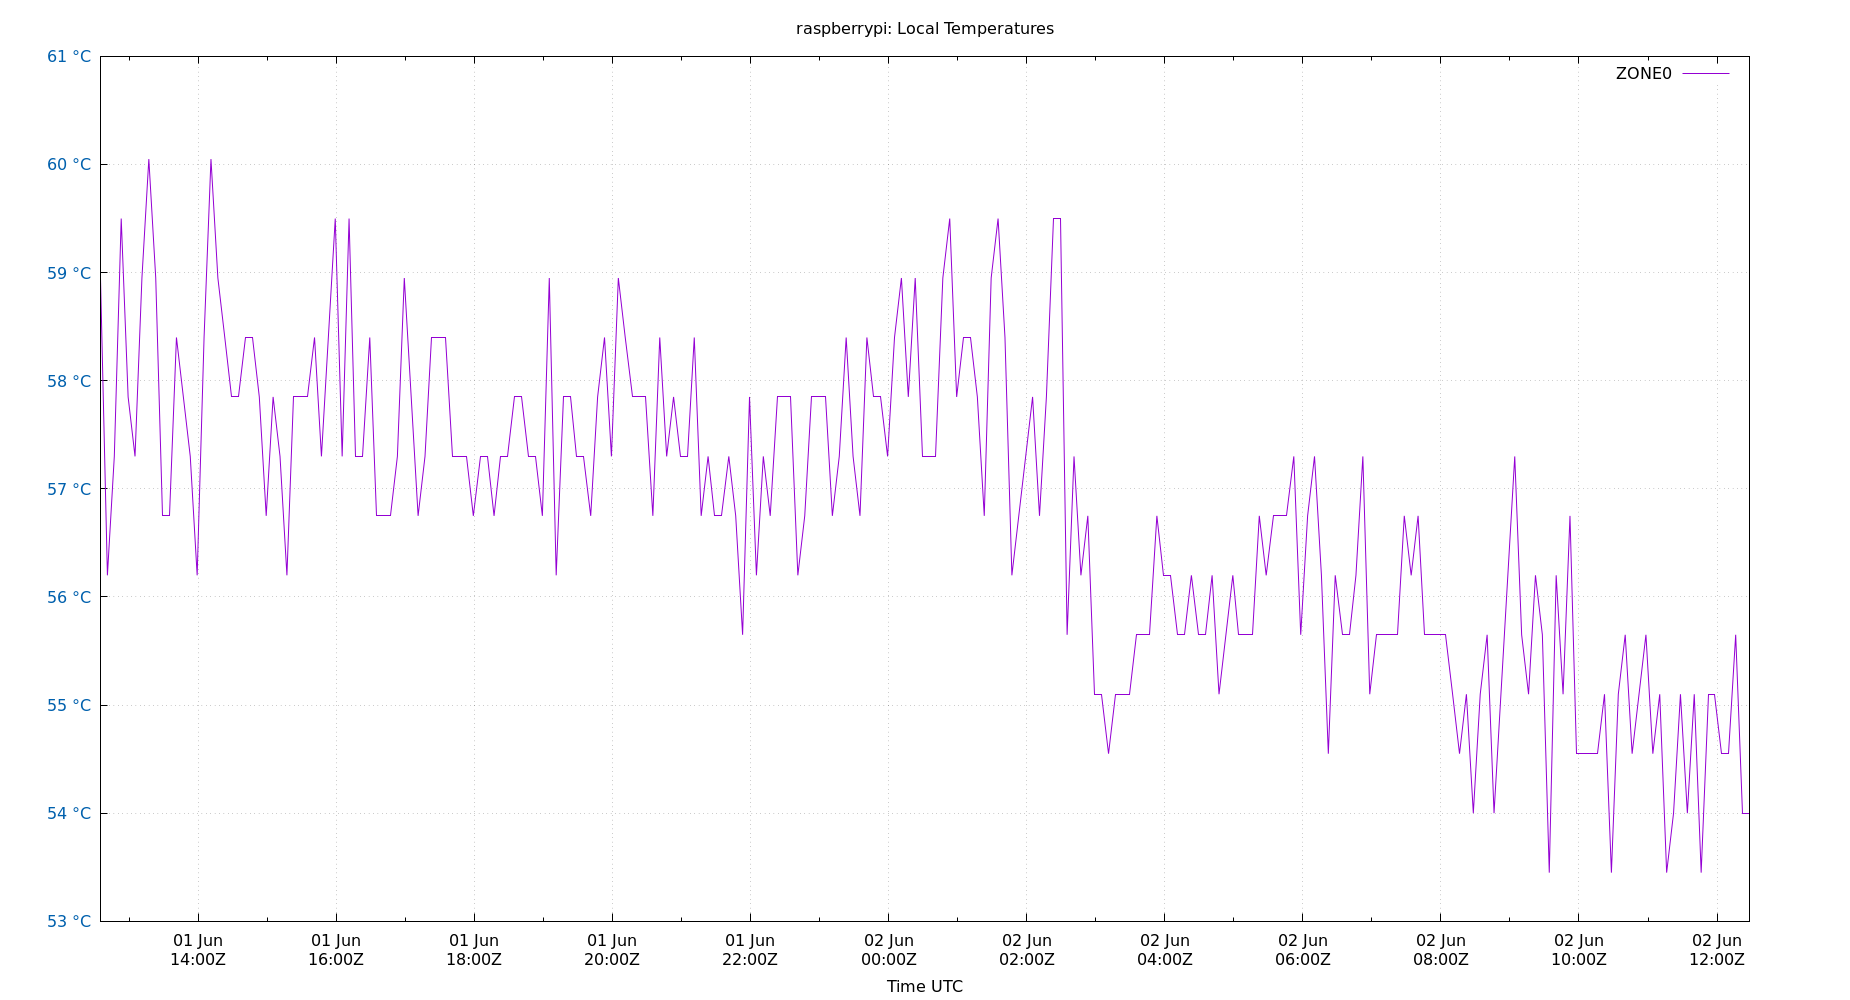 raspberrypi: Local Temperatures
ZONE0
61 °C
60 °C
59 °C
58 °C
57 °C
56 °C
55 °C
54 °C
53 °C
01 Jun 01 Jun 01 Jun 01 Jun 01 Jun 02 Jun 02 Jun 02 Jun 02 Jun 02 Jun 02 Jun 02 Jun
14:00Z 16:00Z 18:00Z 20:00Z 22:00Z 00:00Z 02:00Z 04:00Z 06:00Z 08:00Z 10:00Z 12:00Z
Time UTC